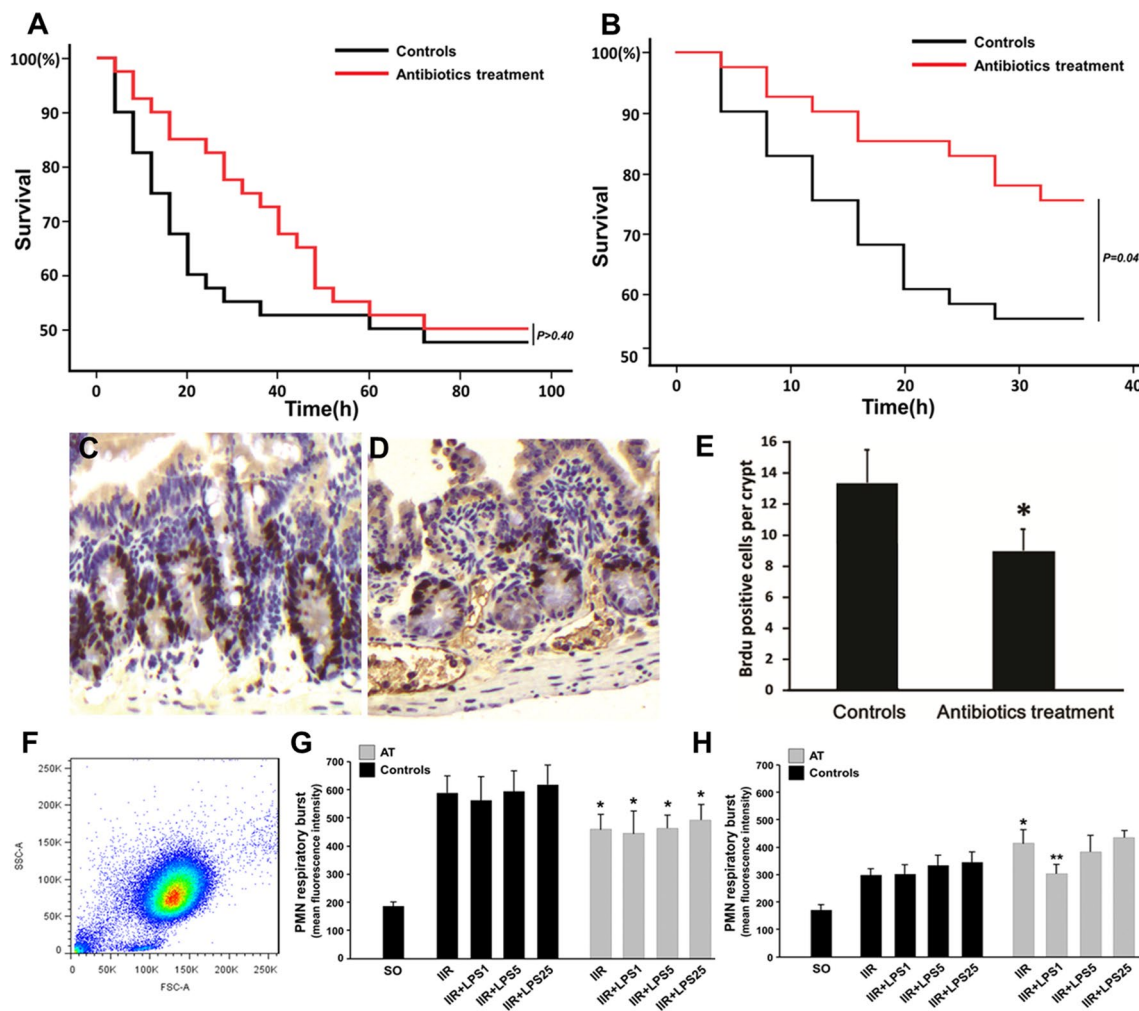 A
Controls
Antibiotics treatment
100(%)
90
80
70
60
50
Survival
P>0.40
0 20 40 60 80 100
Time(h)
B
Controls
Antibiotics treatment
100(%)
90
80
70
60
50
Survival
P=0.04
0 10 20 30 40
Time(h)
C
D
E
Brdu positive cells per crypt
16
14
12
10
8
6
4
2
0
*
Controls Antibiotics treatment
F
SSC-A
250K
200K
150K
100K
50K
0
0 50K 100K 150K 200K 250K
FSC-A
G
AT
Controls
PMN respiratory burst
(mean fluorescence intensity)
700
600
500
400
300
200
100
0
* * * *
SO IIR IIR+LPS1 IIR+LPS5 IIR+LPS25 IIR IIR+LPS1 IIR+LPS5 IIR+LPS25
H
AT
Controls
PMN respiratory burst
(mean fluorescence intensity)
700
600
500
400
300
200
100
0
* **
SO IIR IIR+LPS1 IIR+LPS5 IIR+LPS25 IIR IIR+LPS1 IIR+LPS5 IIR+LPS25